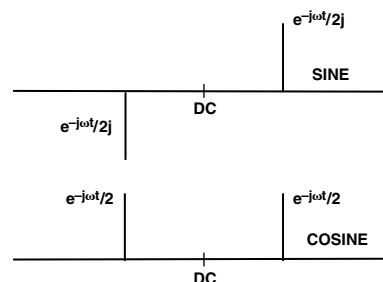 e^–jωt/2j
SINE
DC
e^–jωt/2j
e^–jωt/2
e^–jωt/2
COSINE
DC